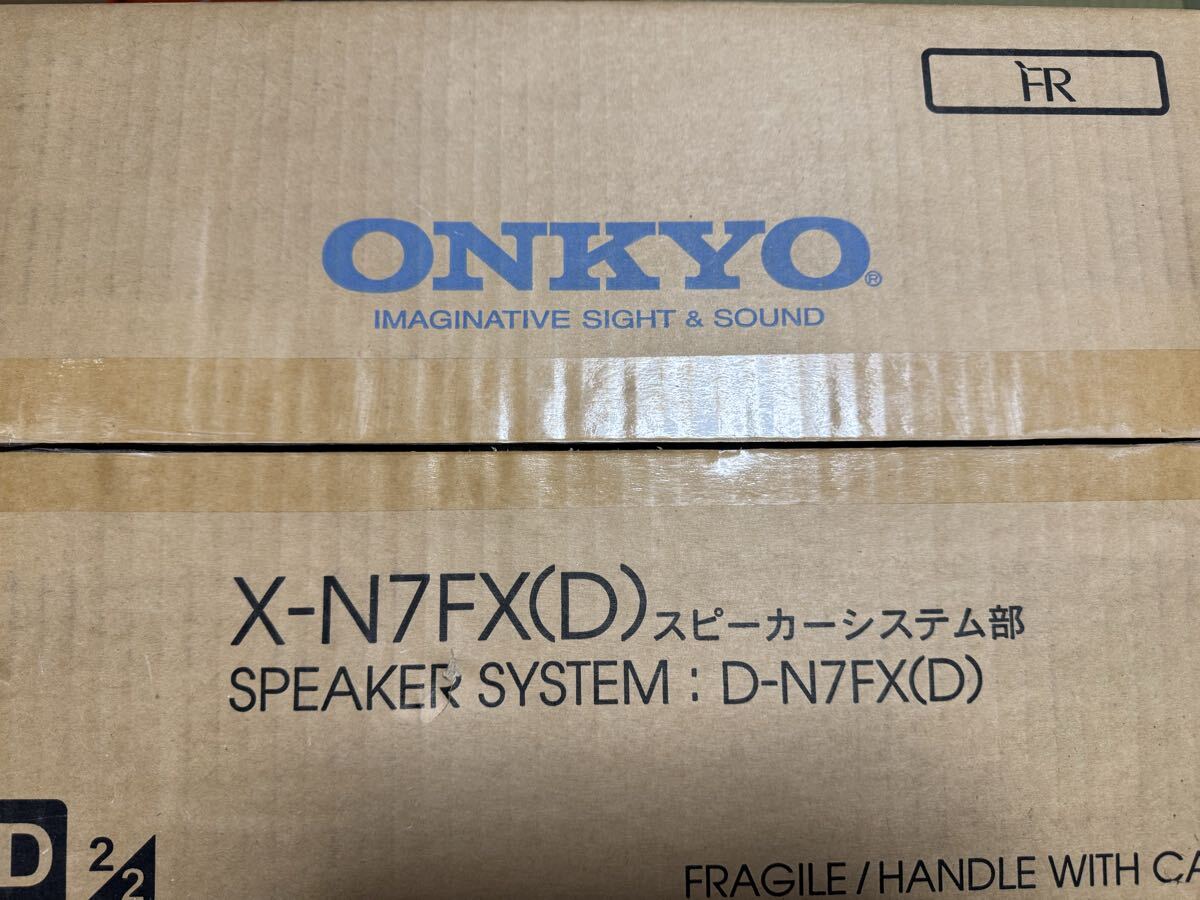 FR
ONKYO®
IMAGINATIVE SIGHT & SOUND
X-N7FX(D)スピーカーシステム部
SPEAKER SYSTEM : D-N7FX(D)
D
2/2
FRAGILE/HANDLE WITH CA